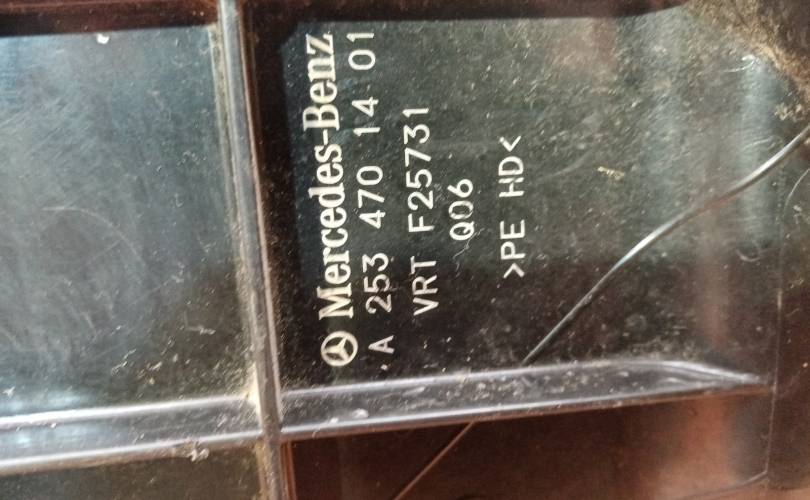 Mercedes-Benz
A 253 470 14 01
VRT F25731
Q06
>PE HD<